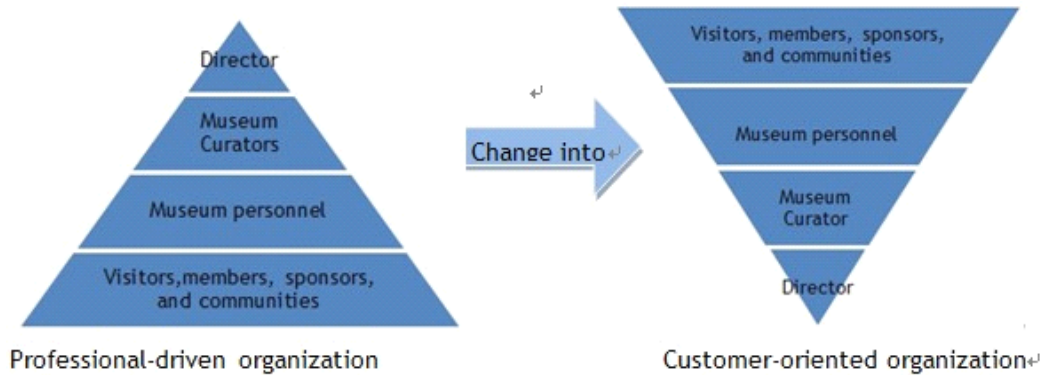 Director
Museum
Curators
Museum personnel
Visitors,members, sponsors,
and communities
Professional-driven organization
Change into
Visitors, members, sponsors,
and communities
Museum personnel
Museum
Curator
Director
Customer-oriented organization